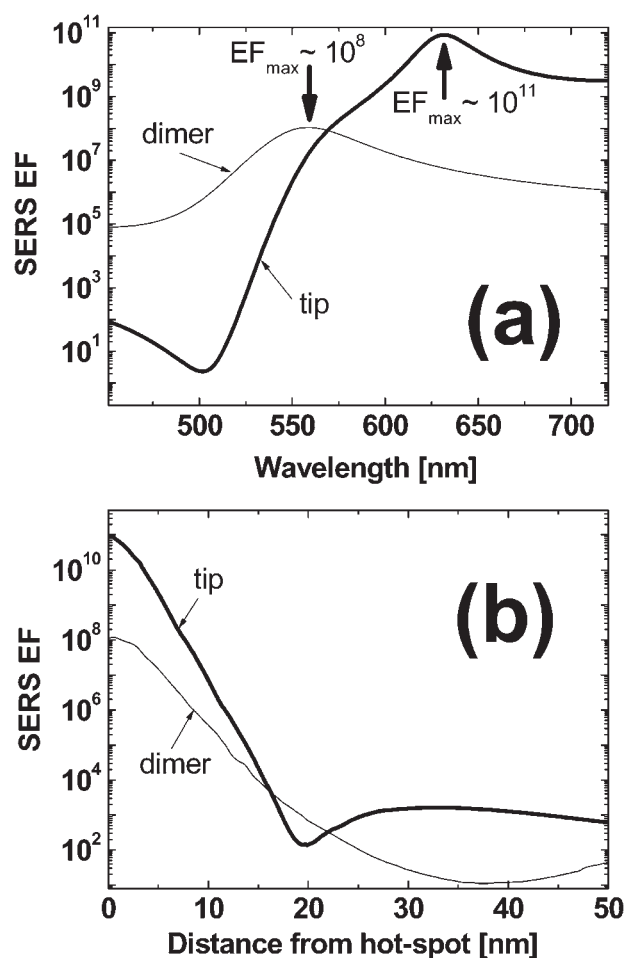 10^11
EF_max ~ 10^8
10^9
EF_max ~ 10^11
dimer
10^7
SERS EF
10^5
10^3
tip
(a)
10^1
500 550 600 650 700
Wavelength [nm]
10^10
tip
(b)
10^8
SERS EF
10^6
dimer
10^4
10^2
0 10 20 30 40 50
Distance from hot-spot [nm]